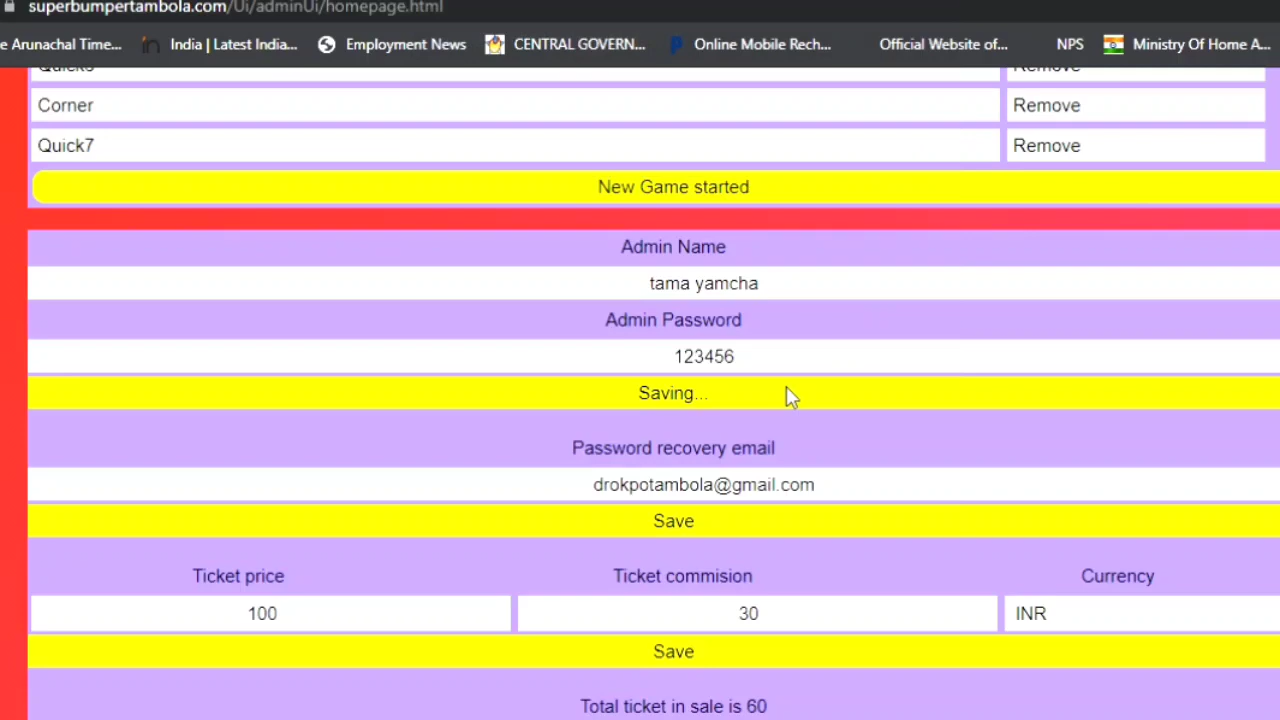 superbumpertambola.com/Ui/adminUi/homepage.html
e Arunachal Time... India | Latest India... Employment News CENTRAL GOVERN... Online Mobile Rech... Official Website of... NPS Ministry Of Home A...
Remove
Corner Remove
Quick7 Remove
New Game started
Admin Name
tama yamcha
Admin Password
123456
Saving...
Password recovery email
drokpotambola@gmail.com
Save
Ticket price Ticket commision Currency
100 30 INR
Save
Total ticket in sale is 60